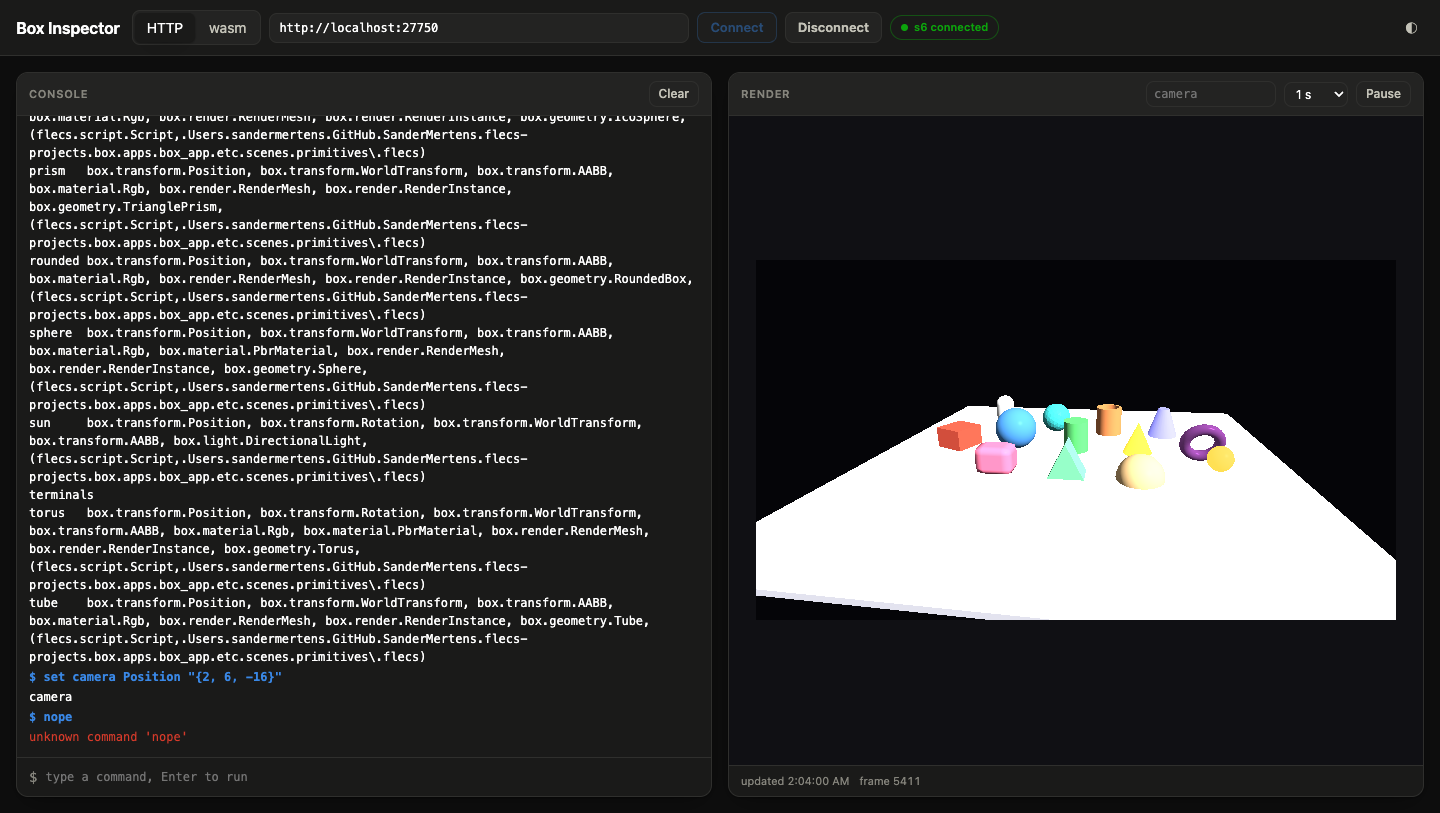 Box Inspector
HTTP
wasm
http://localhost:27750
Connect
Disconnect
s6 connected
CONSOLE
Clear
box.material.Rgb, box.render.RenderMesh, box.render.RenderInstance, box.geometry.IcoSphere,
(flecs.script.Script,.Users.sandermertens.GitHub.SanderMertens.flecs-
projects.box.apps.box_app.etc.scenes.primitives\.flecs)
prism box.transform.Position, box.transform.WorldTransform, box.transform.AABB,
box.material.Rgb, box.render.RenderMesh, box.render.RenderInstance,
box.geometry.TrianglePrism,
(flecs.script.Script,.Users.sandermertens.GitHub.SanderMertens.flecs-
projects.box.apps.box_app.etc.scenes.primitives\.flecs)
rounded box.transform.Position, box.transform.WorldTransform, box.transform.AABB,
box.material.Rgb, box.render.RenderMesh, box.render.RenderInstance, box.geometry.RoundedBox,
(flecs.script.Script,.Users.sandermertens.GitHub.SanderMertens.flecs-
projects.box.apps.box_app.etc.scenes.primitives\.flecs)
sphere box.transform.Position, box.transform.WorldTransform, box.transform.AABB,
box.material.Rgb, box.material.PbrMaterial, box.render.RenderMesh,
box.render.RenderInstance, box.geometry.Sphere,
(flecs.script.Script,.Users.sandermertens.GitHub.SanderMertens.flecs-
projects.box.apps.box_app.etc.scenes.primitives\.flecs)
sun box.transform.Position, box.transform.Rotation, box.transform.WorldTransform,
box.transform.AABB, box.light.DirectionalLight,
(flecs.script.Script,.Users.sandermertens.GitHub.SanderMertens.flecs-
projects.box.apps.box_app.etc.scenes.primitives\.flecs)
terminals
torus box.transform.Position, box.transform.Rotation, box.transform.WorldTransform,
box.transform.AABB, box.material.Rgb, box.material.PbrMaterial, box.render.RenderMesh,
box.render.RenderInstance, box.geometry.Torus,
(flecs.script.Script,.Users.sandermertens.GitHub.SanderMertens.flecs-
projects.box.apps.box_app.etc.scenes.primitives\.flecs)
tube box.transform.Position, box.transform.WorldTransform, box.transform.AABB,
box.material.Rgb, box.render.RenderMesh, box.render.RenderInstance, box.geometry.Tube,
(flecs.script.Script,.Users.sandermertens.GitHub.SanderMertens.flecs-
projects.box.apps.box_app.etc.scenes.primitives\.flecs)
$ set camera Position "{2, 6, -16}"
camera
$ nope
unknown command 'nope'
$ type a command, Enter to run
RENDER
camera
1 s
Pause
updated 2:04:00 AM frame 5411